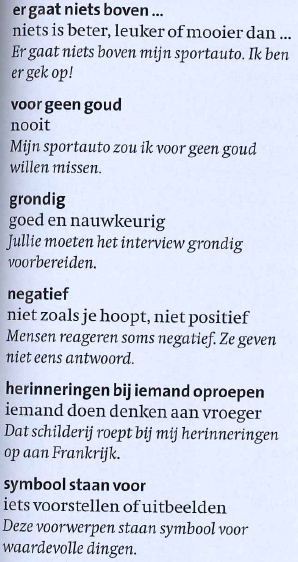 er gaat niets boven ...
niets is beter, leuker of mooier dan ...
Er gaat niets boven mijn sportauto. Ik ben
er gek op!
voor geen goud
nooit
Mijn sportauto zou ik voor geen goud
willen missen.
grondig
goed en nauwkeurig
Jullie moeten het interview grondig
voorbereiden.
negatief
niet zoals je hoopt, niet positief
Mensen reageren soms negatief. Ze geven
niet eens antwoord.
herinneringen bij iemand oproepen
iemand doen denken aan vroeger
Dat schilderij roept bij mij herinneringen
op aan Frankrijk.
symbool staan voor
iets voorstellen of uitbeelden
Deze voorwerpen staan symbool voor
waardevolle dingen.